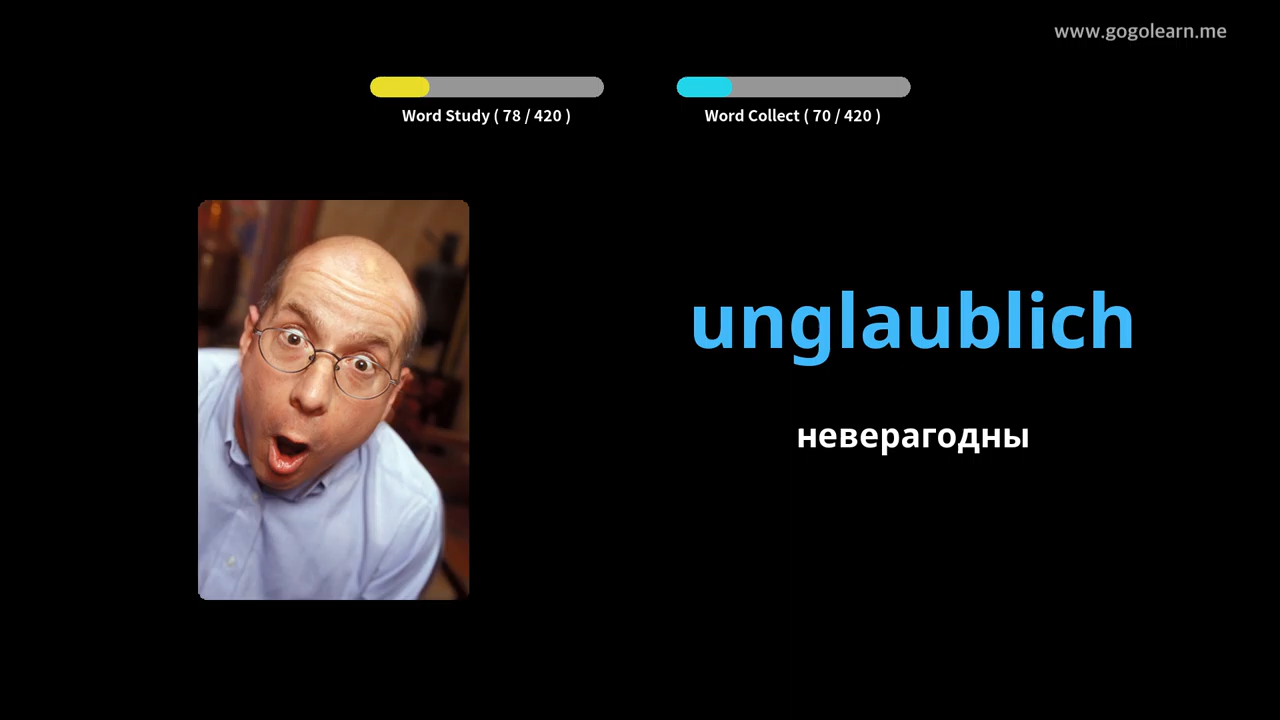 www.gogolearn.me
Word Study ( 78 / 420 )
Word Collect ( 70 / 420 )
unglaublich
неверагодны